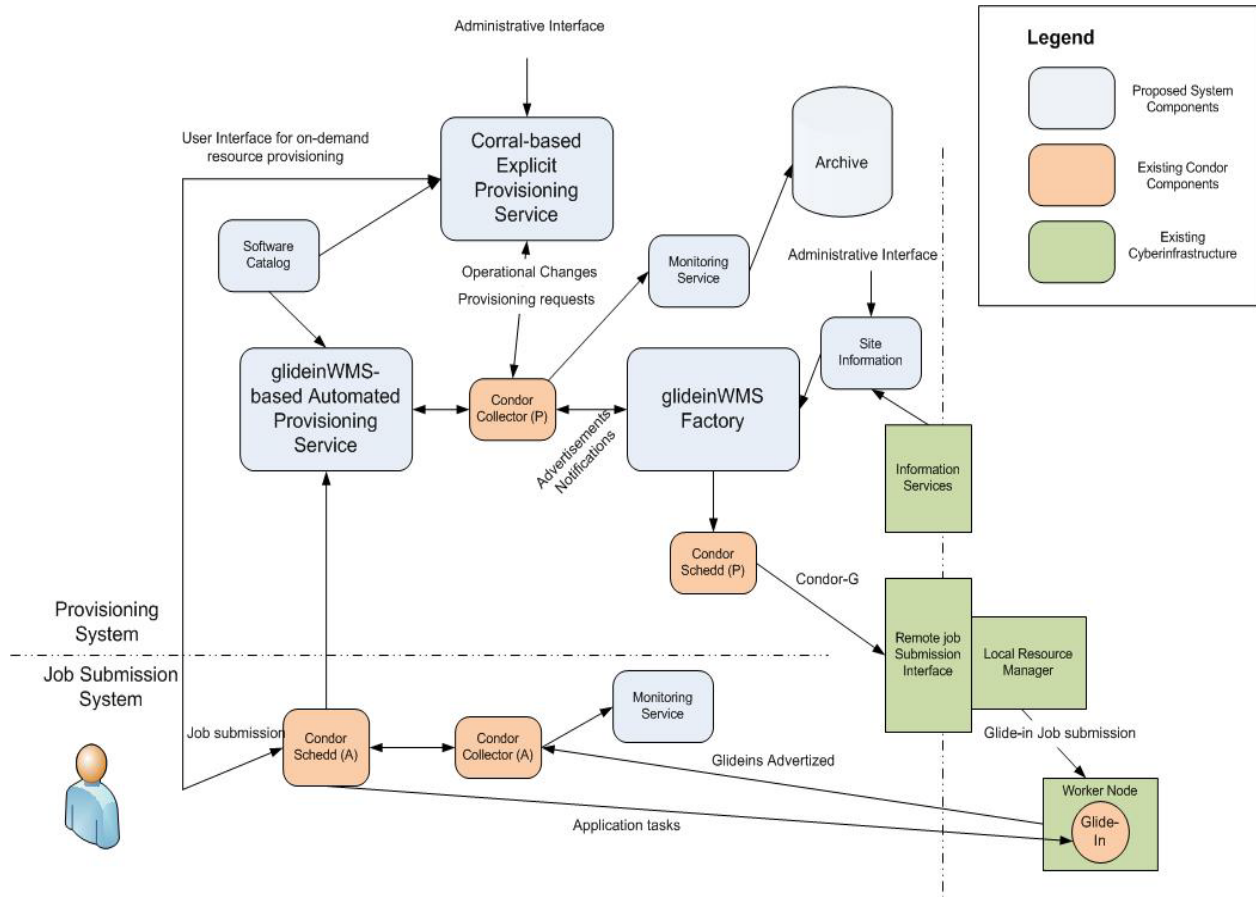 Administrative Interface
Legend
Proposed System
Components
Existing Condor
Components
Existing
Cyberinfrastructure
User Interface for on-demand
resource provisioning
Corral-based
Explicit
Provisioning
Service
Archive
Software
Catalog
Monitoring
Service
Administrative Interface
Operational Changes
Provisioning requests
Site
Information
glideinWMS-
based Automated
Provisioning
Service
Condor
Collector (P)
glideinWMS
Factory
Advertisements
Notifications
Information
Services
Condor
Schedd (P)
Condor-G
Provisioning
System
Remote job
Submission
Interface
Local Resource
Manager
Job Submission
System
Monitoring
Service
Job submission
Condor
Schedd (A)
Condor
Collector (A)
Glide-in Job submission
Glideins Advertized
Worker Node
Glide-
In
Application tasks